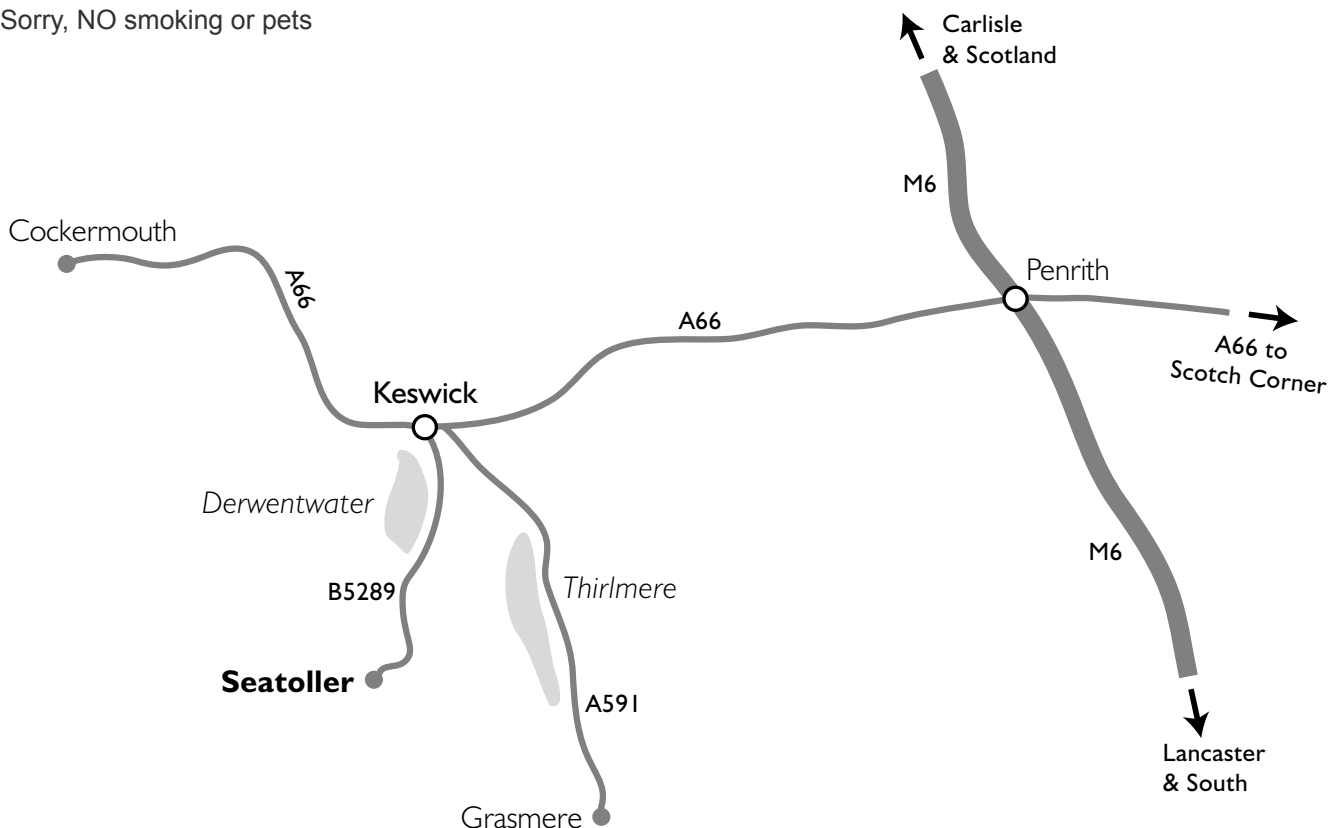 Sorry, NO smoking or pets
Carlisle
& Scotland
M6
Cockermouth
Penrith
A66
A66
A66 to
Scotch Corner
Keswick
Derwentwater
M6
B5289
Thirlmere
Seatoller
A591
Lancaster
& South
Grasmere